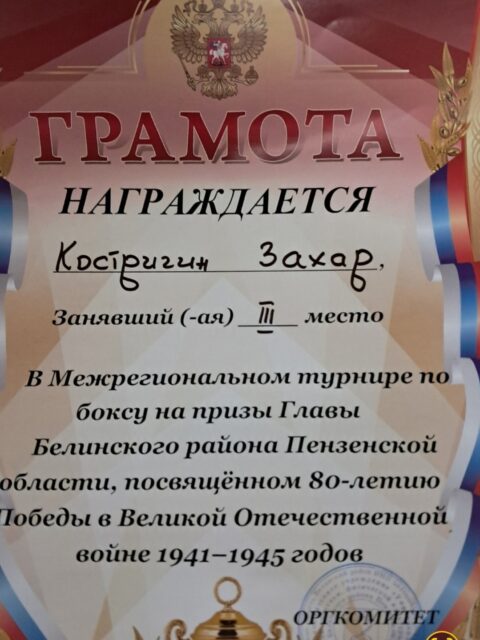 ГРАМОТА
НАГРАЖДАЕТСЯ
Костригин Захар,
Занявший (-ая) III место
В Межрегиональном турнире по
боксу на призы Главы
Белинского района Пензенской
области, посвящённом 80-летию
Победы в Великой Отечественной
войне 1941–1945 годов
ОРГКОМИТЕТ